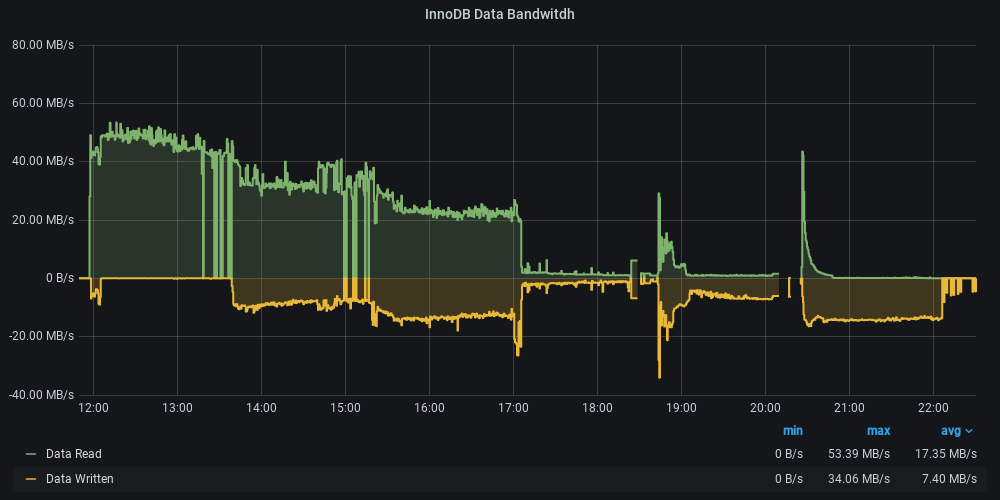 InnoDB Data Bandwitdh
80.00 MB/s
60.00 MB/s
40.00 MB/s
20.00 MB/s
0 B/s
-20.00 MB/s
-40.00 MB/s
12:00 13:00 14:00 15:00 16:00 17:00 18:00 19:00 20:00 21:00 22:00
min max avg
Data Read 0 B/s 53.39 MB/s 17.35 MB/s
Data Written 0 B/s 34.06 MB/s 7.40 MB/s